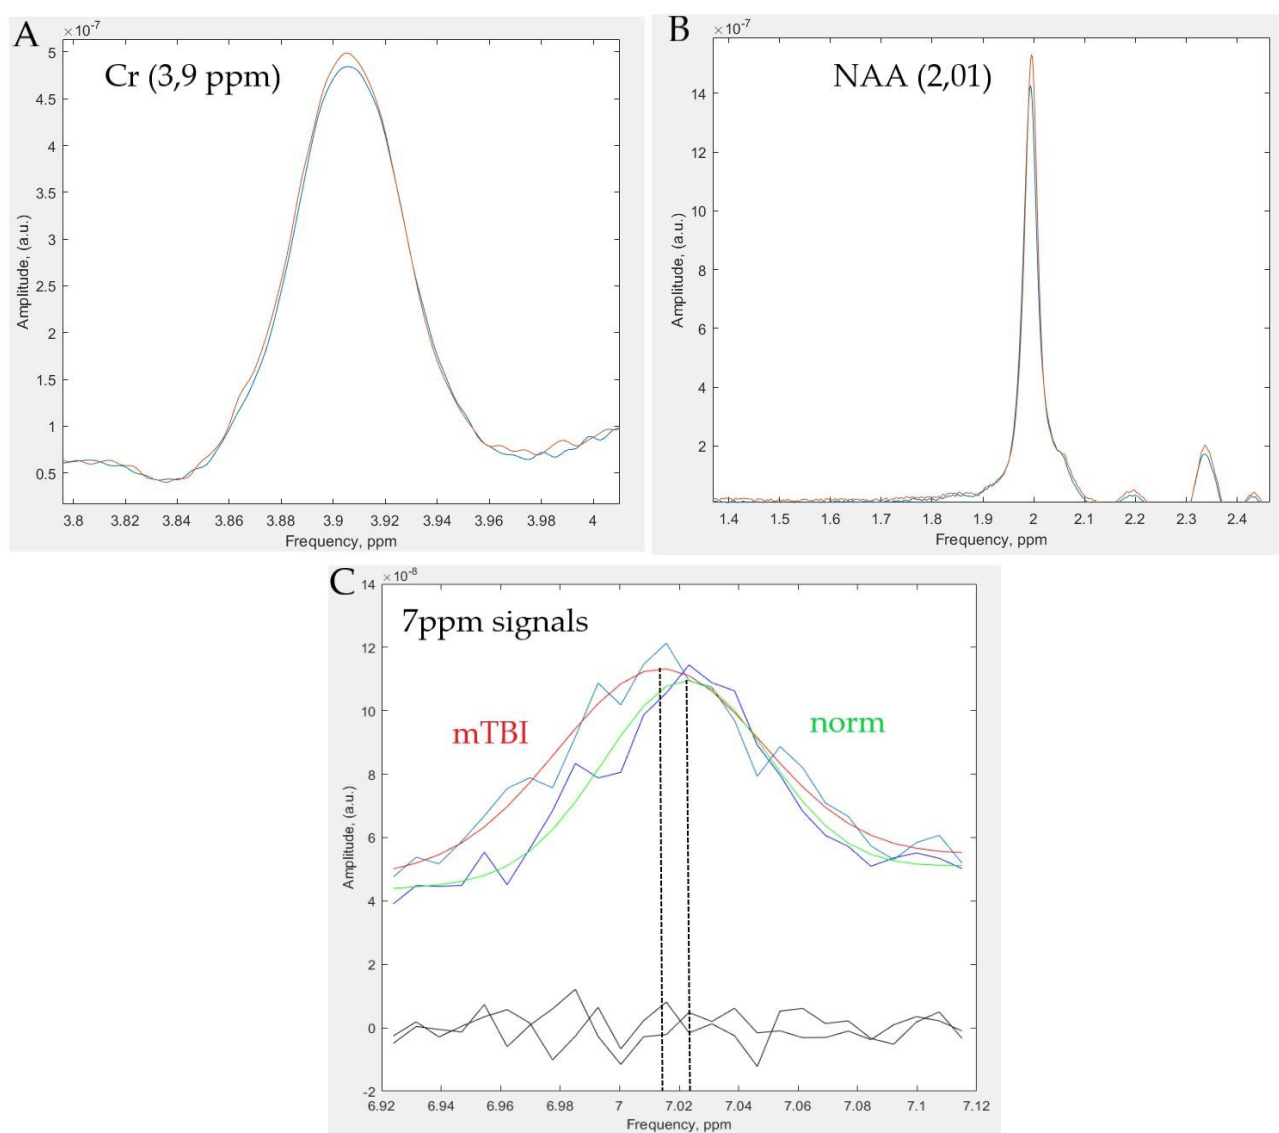 A
×10⁻⁷
Cr (3,9 ppm)
5
4.5
4
3.5
3
2.5
2
1.5
1
0.5
Amplitude, (a.u.)
3.8 3.82 3.84 3.86 3.88 3.90 3.92 3.94 3.96 3.98 4
Frequency, ppm
B
×10⁻⁷
NAA (2,01)
14
12
10
8
6
4
2
Amplitude, (a.u.)
1.4 1.5 1.6 1.7 1.8 1.9 2 2.1 2.2 2.3 2.4
Frequency, ppm
C
×10⁻⁸
7ppm signals
mTBI
norm
14
12
10
8
6
4
2
0
-2
Amplitude, (a.u.)
6.92 6.94 6.96 6.98 7 7.02 7.04 7.06 7.08 7.1 7.12
Frequency, ppm